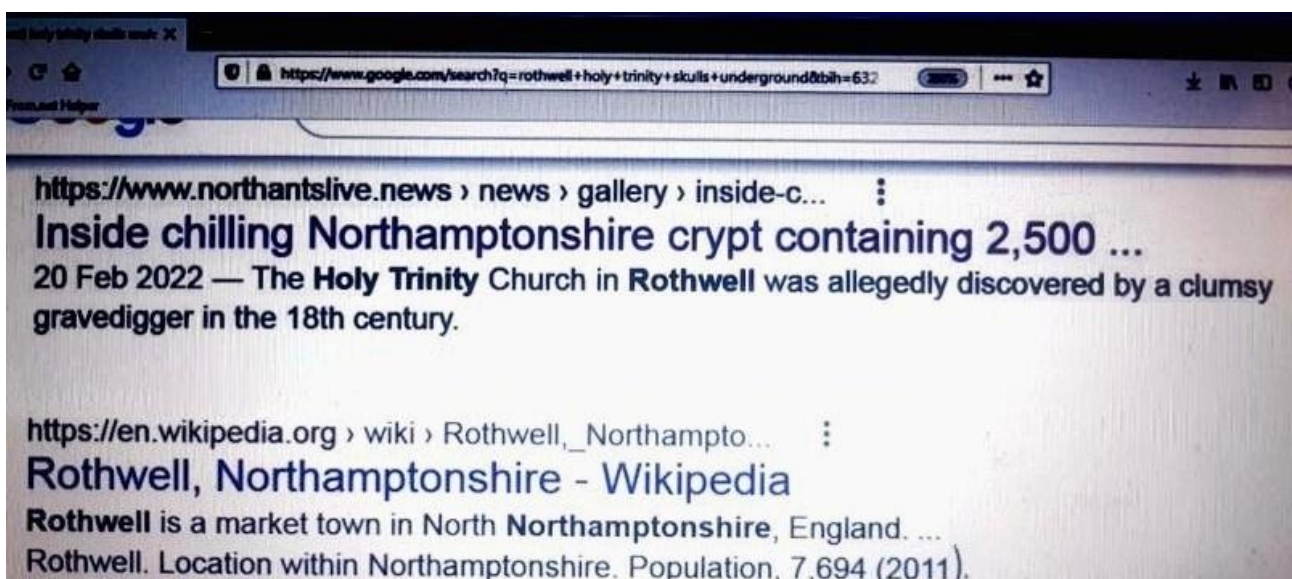 https://www.google.com/search?q=rothwell+holy+trinity+skulls+underground&bih=632
https://www.northantslive.news › news › gallery › inside-c...
Inside chilling Northamptonshire crypt containing 2,500 ...
20 Feb 2022 — The Holy Trinity Church in Rothwell was allegedly discovered by a clumsy
gravedigger in the 18th century.
https://en.wikipedia.org › wiki › Rothwell,_Northampto...
Rothwell, Northamptonshire - Wikipedia
Rothwell is a market town in North Northamptonshire, England. ...
Rothwell. Location within Northamptonshire. Population, 7,694 (2011).